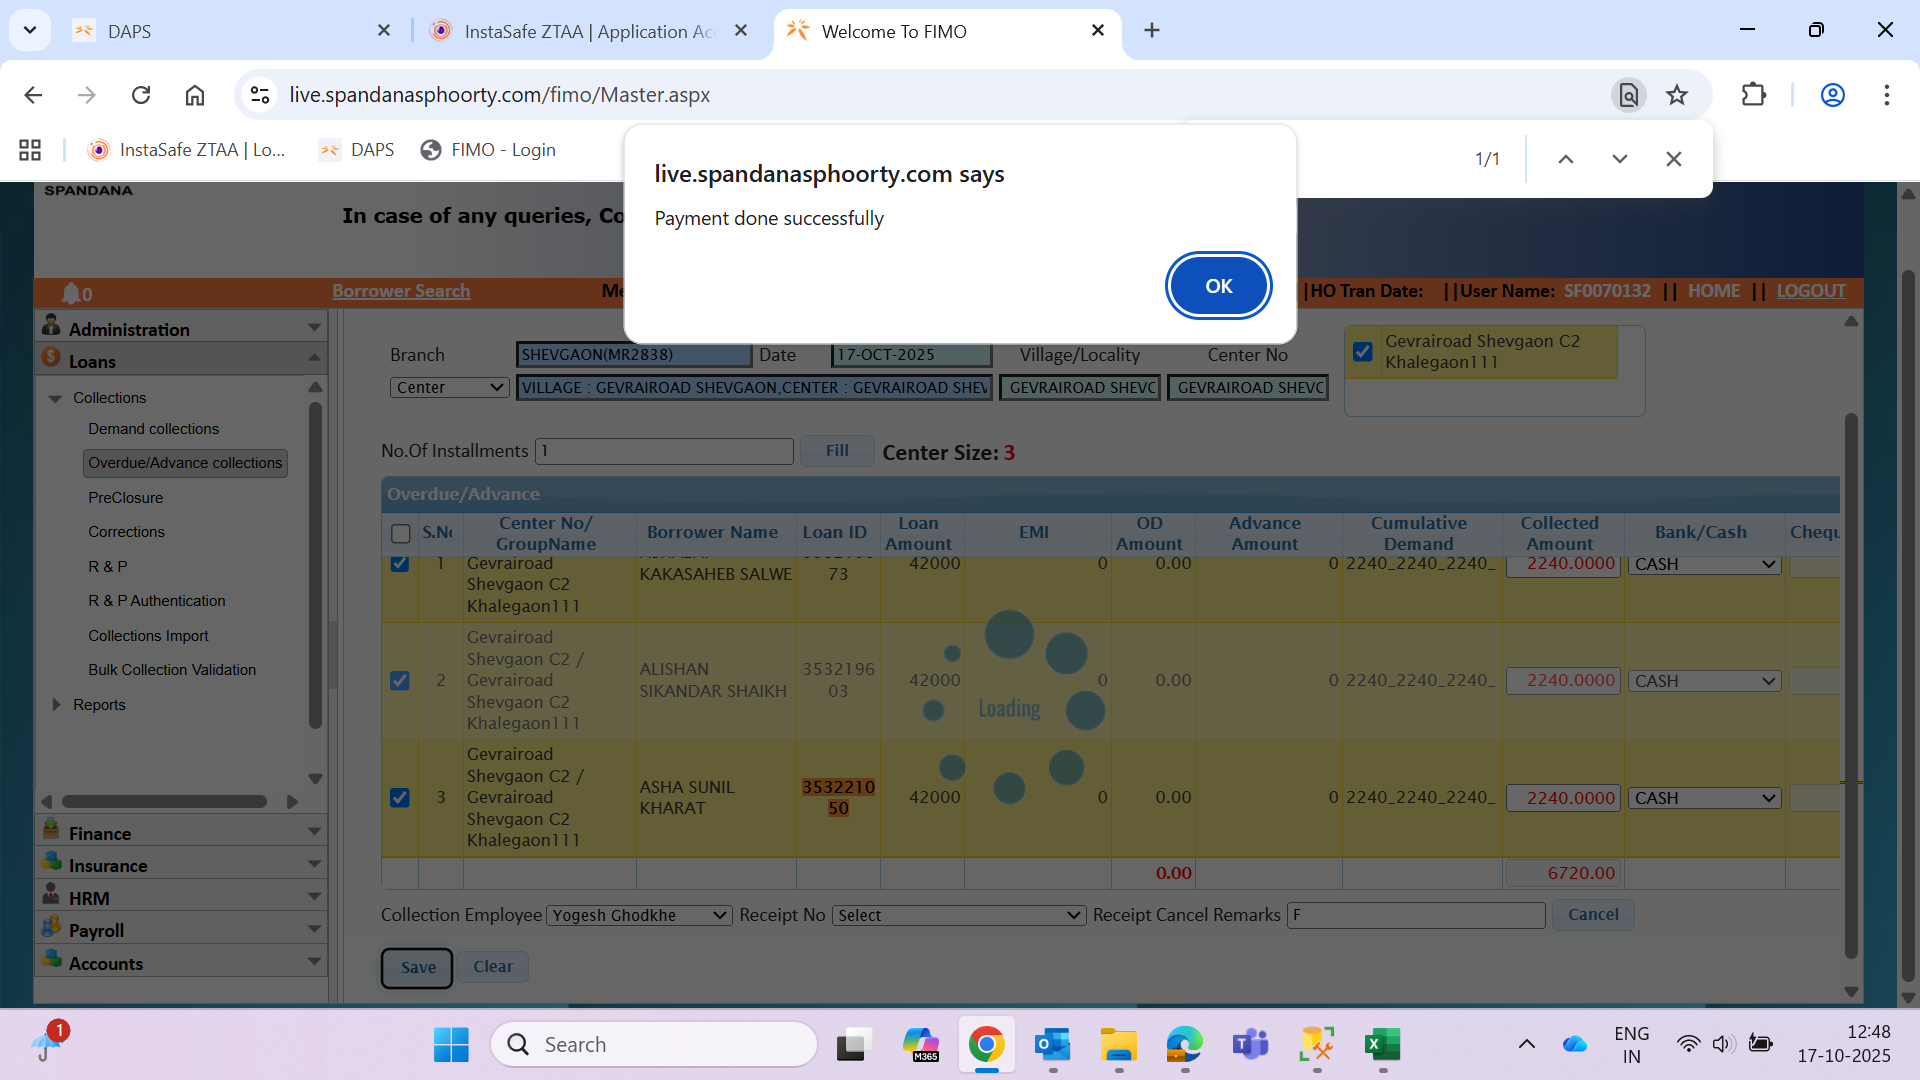 DAPS
InstaSafe ZTAA | Application Acc
Welcome To FIMO
live.spandanasphoorty.com/fimo/Master.aspx
InstaSafe ZTAA | Lo...
DAPS
FIMO - Login
1/1
live.spandanasphoorty.com says
Payment done successfully
OK
SPANDANA
In case of any queries, Co
0
Borrower Search
Me
|HO Tran Date: ||User Name: SF0070132 || HOME || LOGOUT
Administration
Loans
Collections
Demand collections
Overdue/Advance collections
PreClosure
Corrections
R & P
R & P Authentication
Collections Import
Bulk Collection Validation
Reports
Finance
Insurance
HRM
Payroll
Accounts
Branch SHEVGAON(MR2838) Date 17-OCT-2025 Village/Locality Center No
Center VILLAGE : GEVRAIROAD SHEVGAON,CENTER : GEVRAIROAD SHEV GEVRAIROAD SHEVC GEVRAIROAD SHEVC
Gevrairoad Shevgaon C2
Khalegaon111
No.Of Installments 1 Fill Center Size: 3
Overdue/Advance
S.No Center No/ GroupName Borrower Name Loan ID Loan Amount EMI OD Amount Advance Amount Cumulative Demand Collected Amount Bank/Cash Chequ
1 Gevrairoad Shevgaon C2 Khalegaon111 KAKASAHEB SALWE 73 42000 0 0.00 0 2240_2240_2240_ 2240.0000 CASH
2 Gevrairoad Shevgaon C2 / Gevrairoad Shevgaon C2 Khalegaon111 ALISHAN SIKANDAR SHAIKH 3532196 03 42000 0 0.00 0 2240_2240_2240_ 2240.0000 CASH
Loading
3 Gevrairoad Shevgaon C2 / Gevrairoad Shevgaon C2 Khalegaon111 ASHA SUNIL KHARAT 3532210 50 42000 0 0.00 0 2240_2240_2240_ 2240.0000 CASH
0.00 6720.00
Collection Employee Yogesh Ghodkhe Receipt No Select Receipt Cancel Remarks F Cancel
Save Clear
1
Search
M365
ENG
IN
12:48
17-10-2025